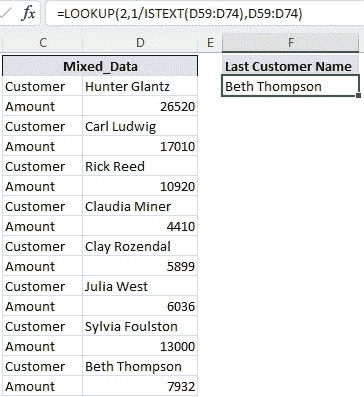 fx =LOOKUP(2,1/ISTEXT(D59:D74),D59:D74)
C D E F
Mixed_Data Last Customer Name
Customer Hunter Glantz Beth Thompson
Amount 26520
Customer Carl Ludwig
Amount 17010
Customer Rick Reed
Amount 10920
Customer Claudia Miner
Amount 4410
Customer Clay Rozendal
Amount 5899
Customer Julia West
Amount 6036
Customer Sylvia Foulston
Amount 13000
Customer Beth Thompson
Amount 7932